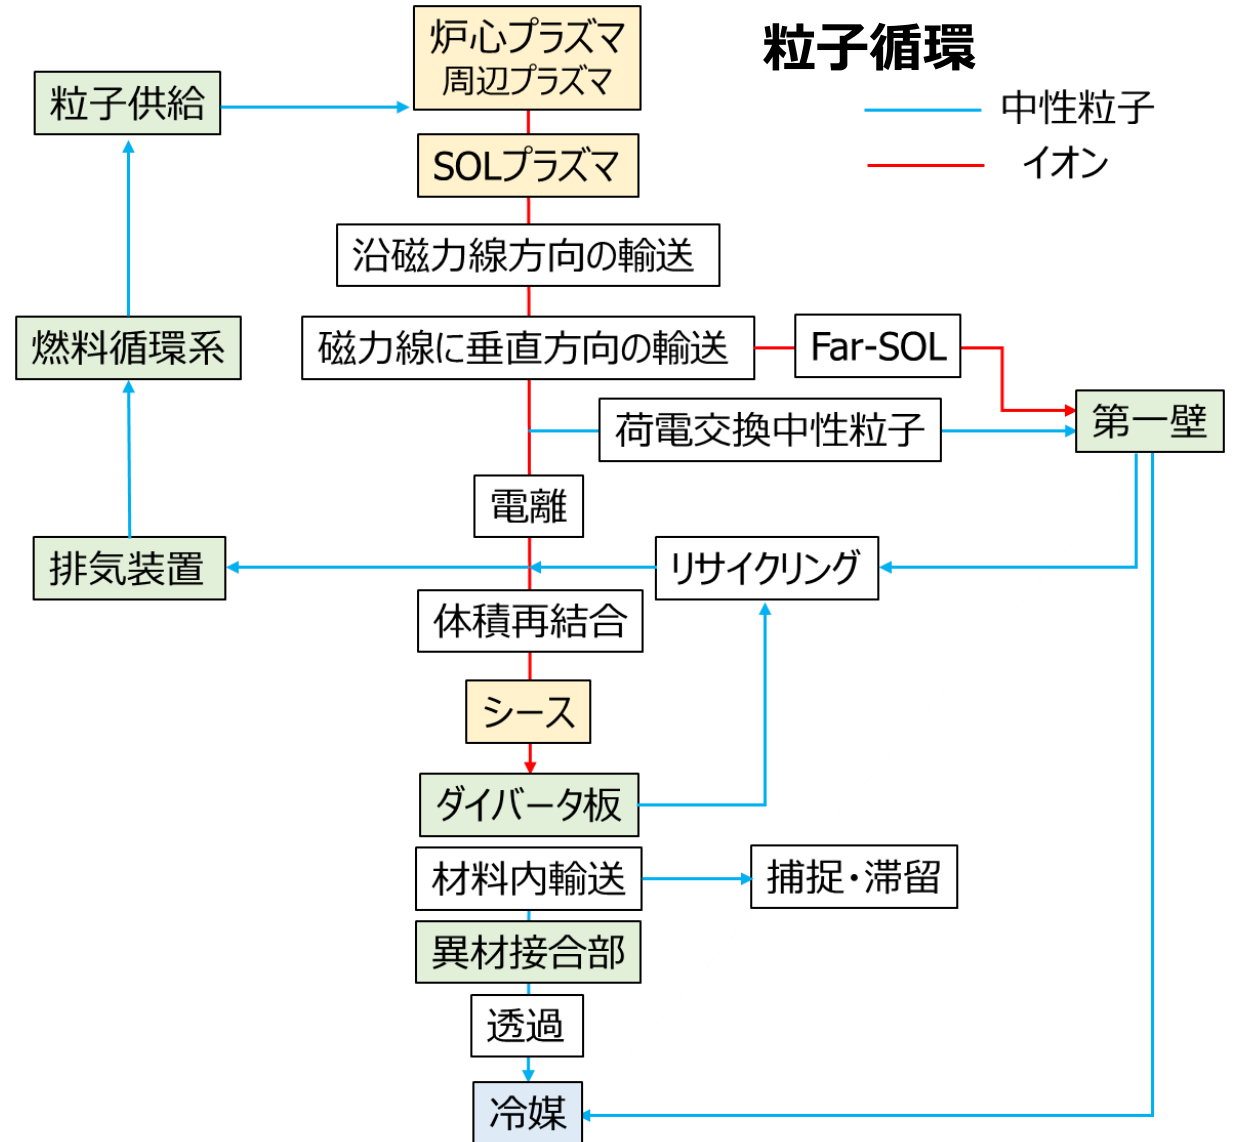 炉心プラズマ
周辺プラズマ
粒子循環
中性粒子
イオン
粒子供給
SOLプラズマ
沿磁力線方向の輸送
燃料循環系
磁力線に垂直方向の輸送
Far-SOL
第一壁
荷電交換中性粒子
電離
排気装置
リサイクリング
体積再結合
シース
ダイバータ板
材料内輸送
捕捉・滞留
異材接合部
透過
冷媒